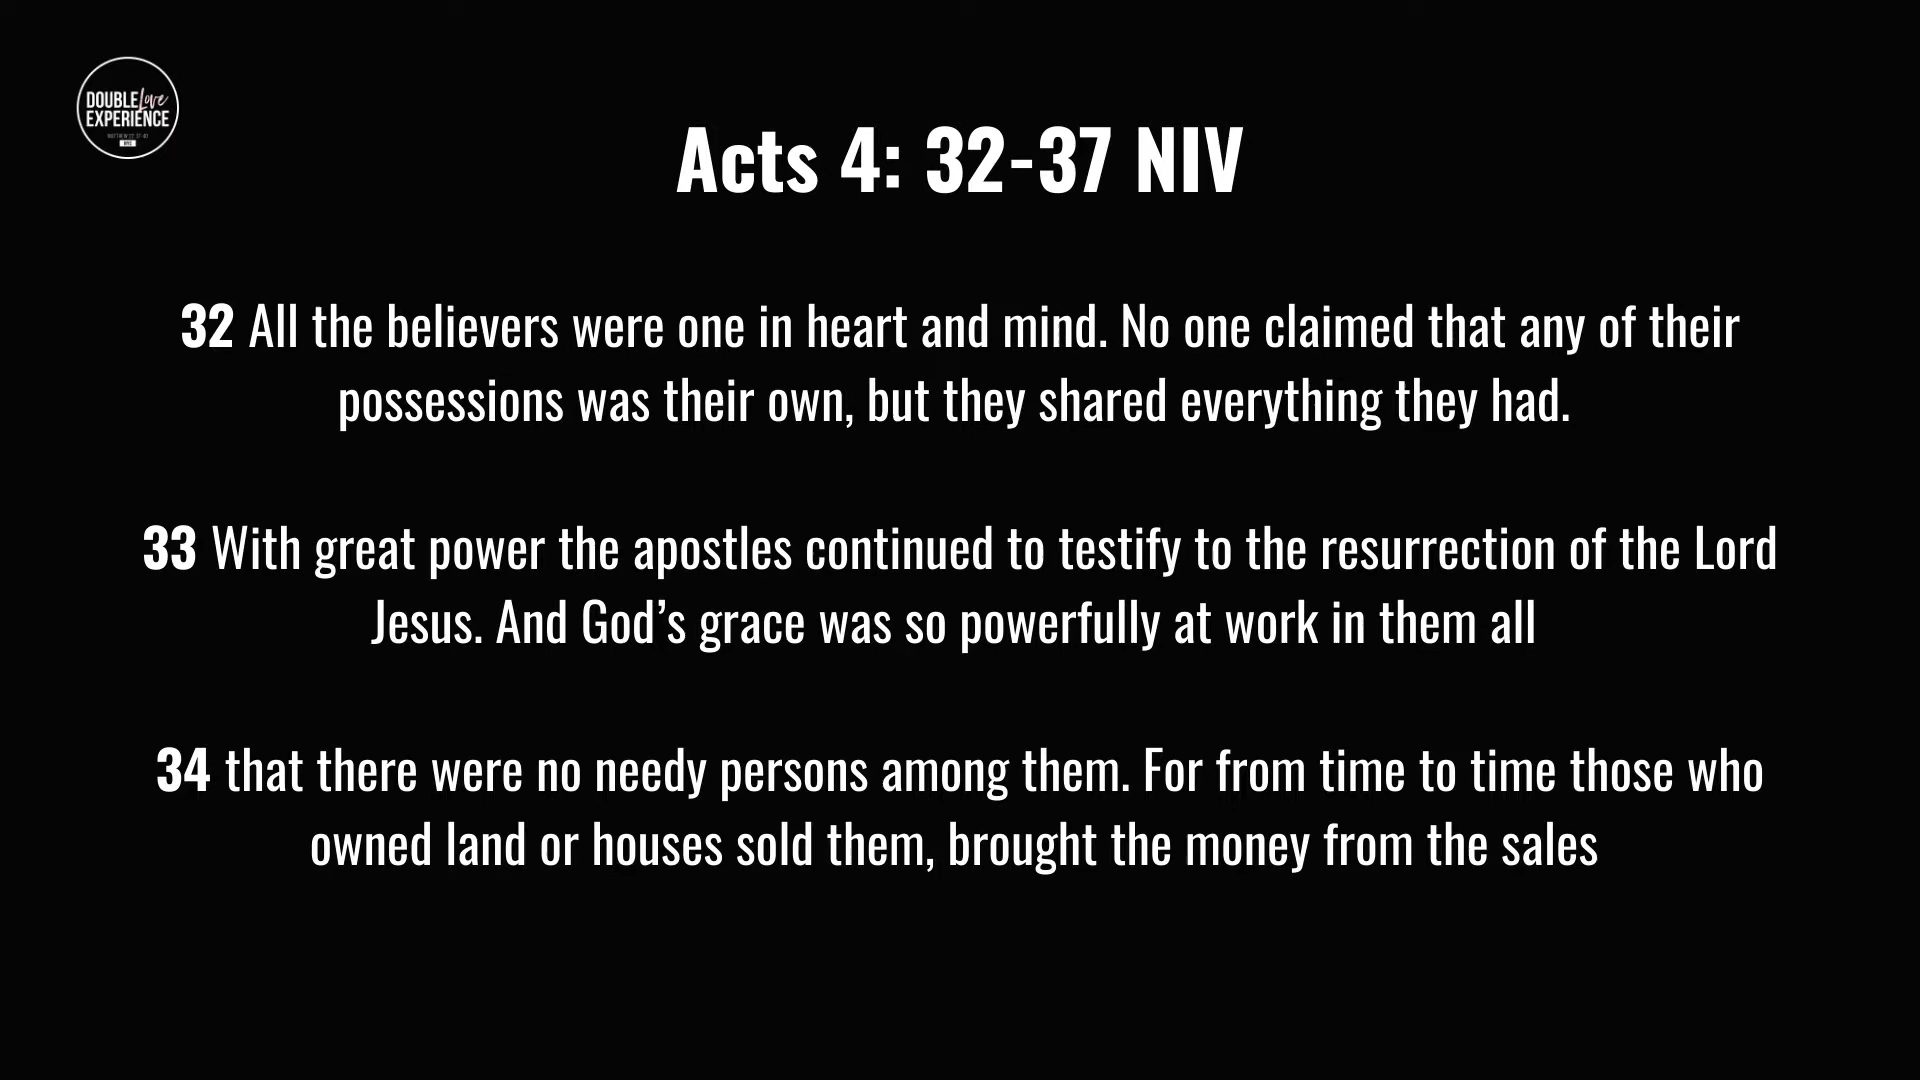 DOUBLE Love
EXPERIENCE
Acts 4: 32-37 NIV
32 All the believers were one in heart and mind. No one claimed that any of their
possessions was their own, but they shared everything they had.
33 With great power the apostles continued to testify to the resurrection of the Lord
Jesus. And God’s grace was so powerfully at work in them all
34 that there were no needy persons among them. For from time to time those who
owned land or houses sold them, brought the money from the sales